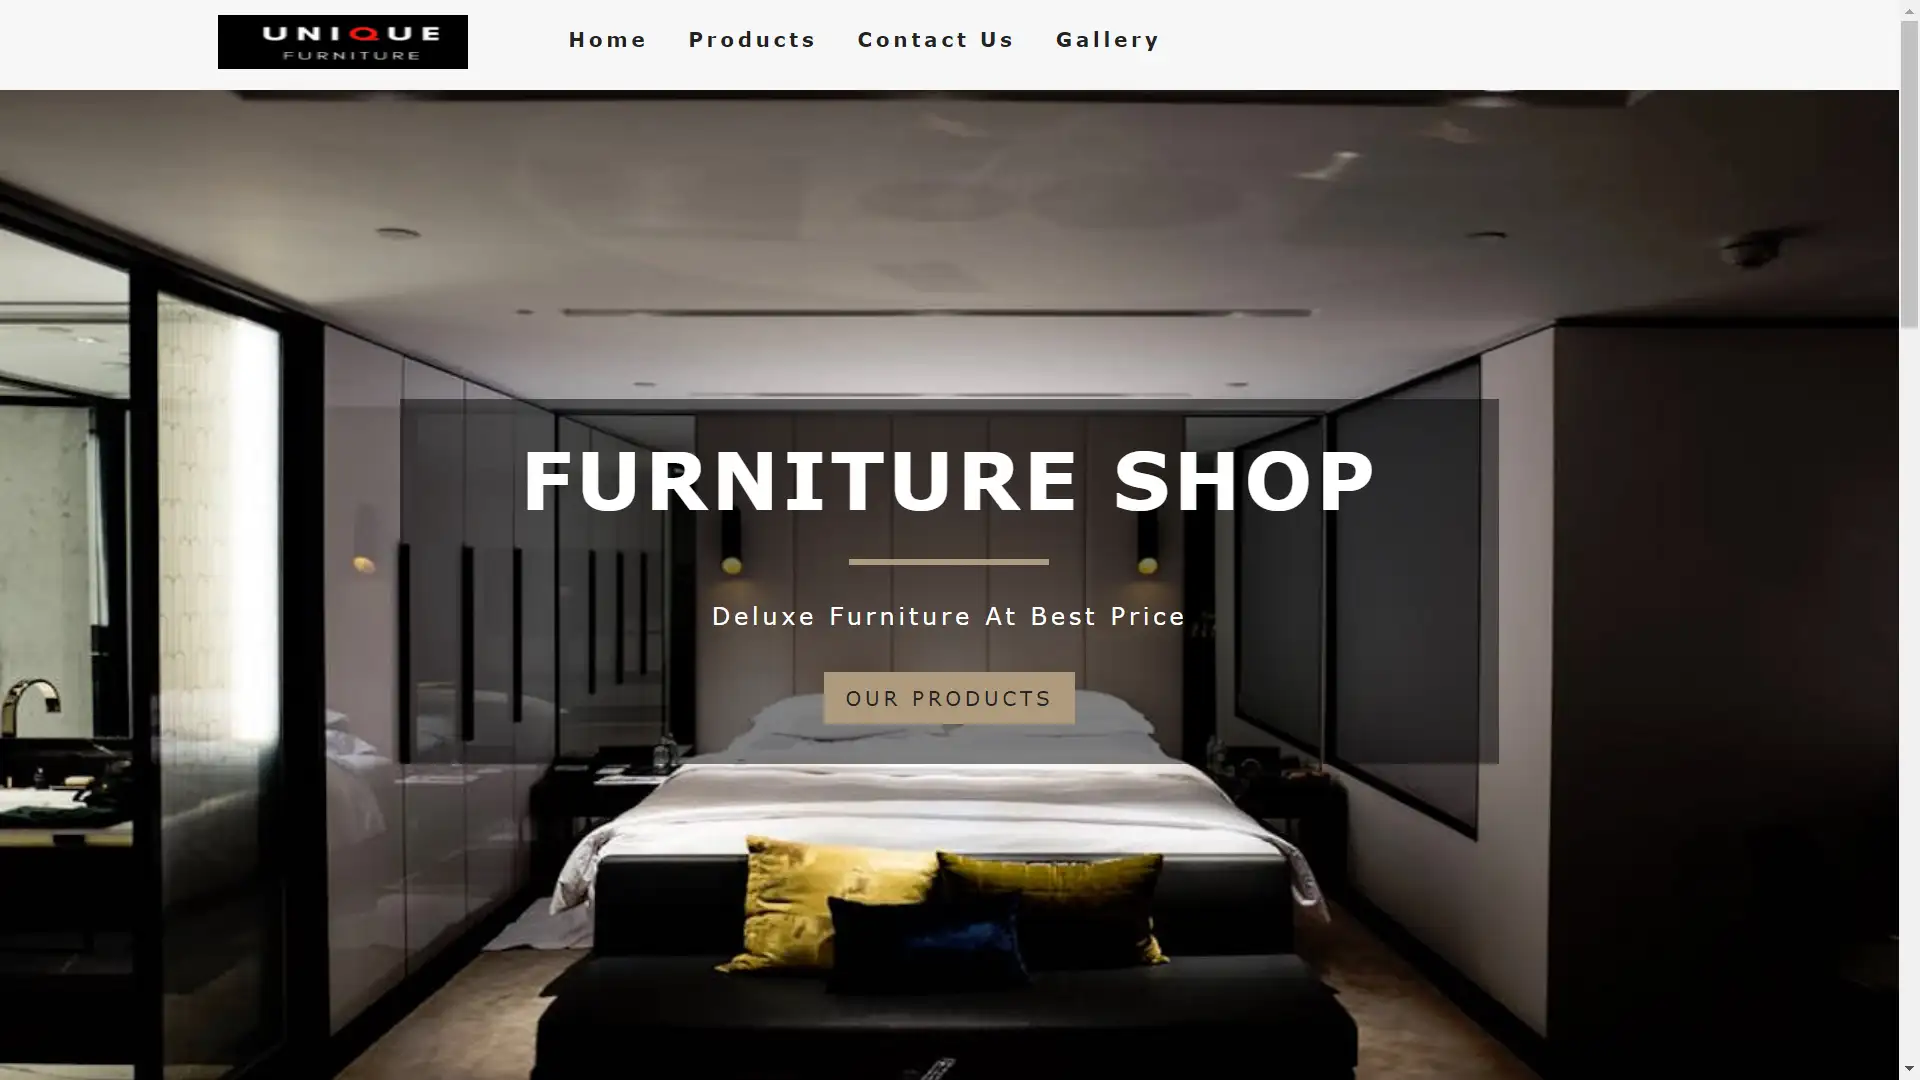 UNIQUE
FURNITURE
Home Products Contact Us Gallery
FURNITURE SHOP
Deluxe Furniture At Best Price
OUR PRODUCTS